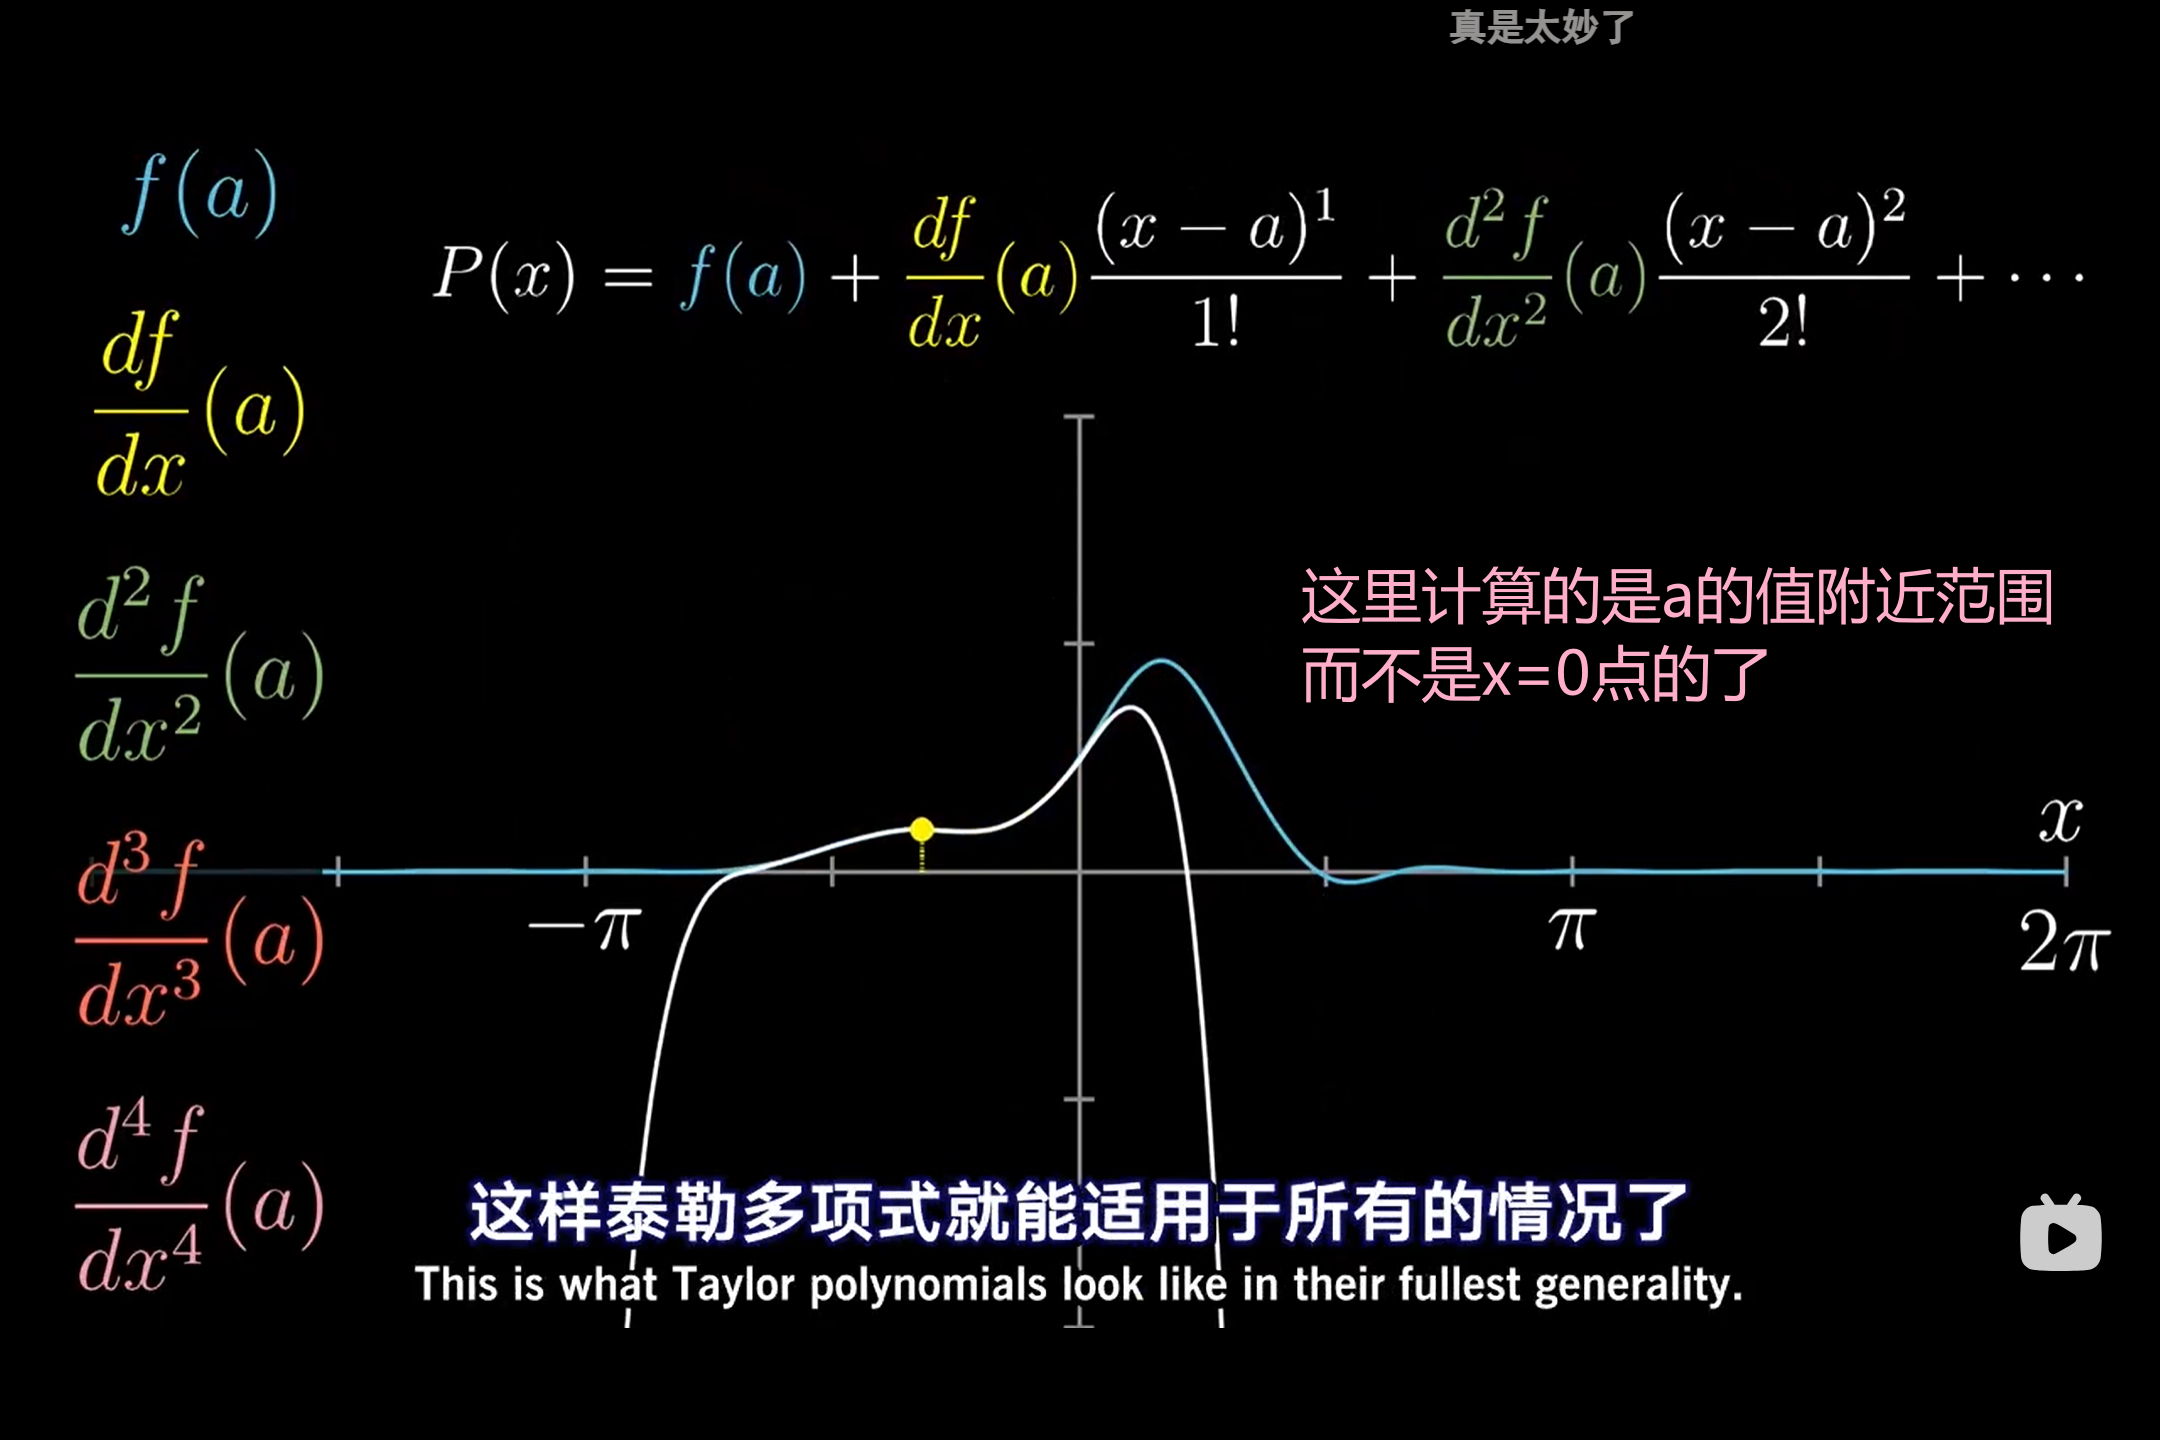 真是太妙了
f(a)
P(x) = f(a) + \frac{df}{dx}(a)\frac{(x-a)^1}{1!} + \frac{d^2 f}{dx^2}(a)\frac{(x-a)^2}{2!} + \cdots
\frac{df}{dx}(a)
\frac{d^2 f}{dx^2}(a)
这里计算的是a的值附近范围
而不是x=0点的了
x
\frac{d^3 f}{dx^3}(a)
−π π 2π
\frac{d^4 f}{dx^4}(a)
这样泰勒多项式就能适用于所有的情况了
This is what Taylor polynomials look like in their fullest generality.